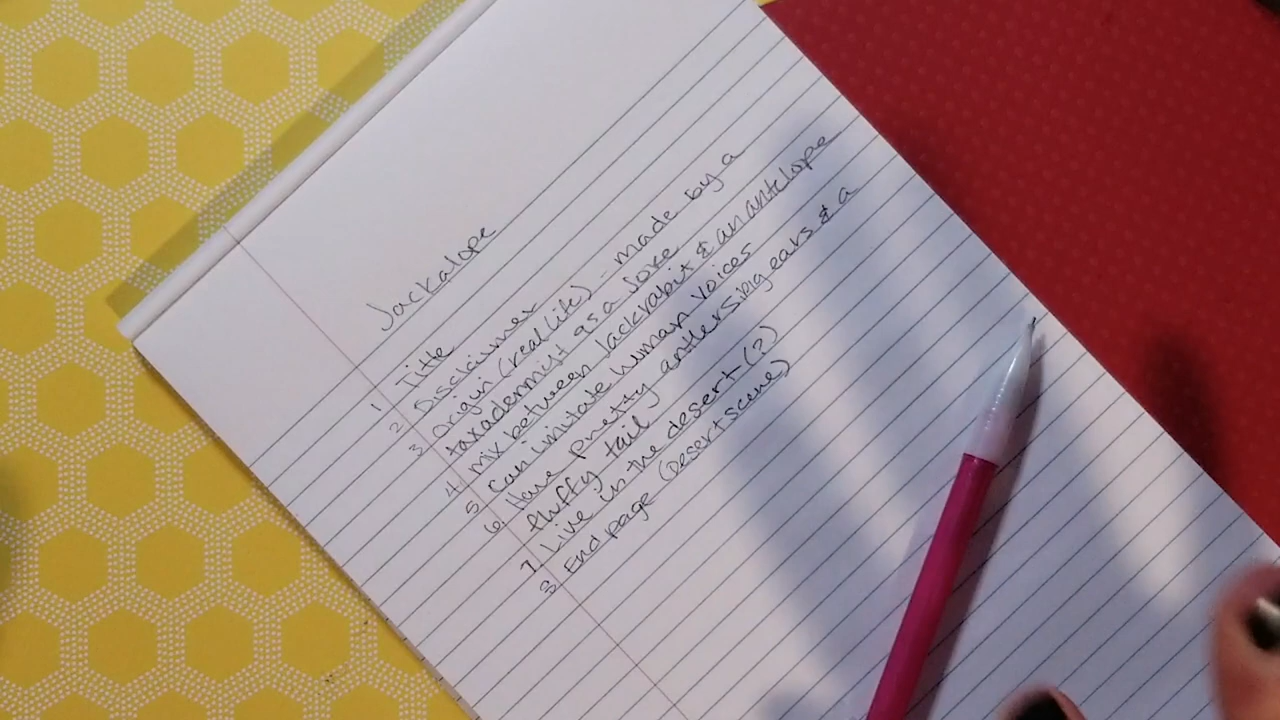 Jackalope
1 Title
2 Disclaimer
3 origin (real life) - made by a
taxadermist as a joke
4 mix between jackrabit & an antelope
5 Can imitate human voices
6 Have pretty antlers, big ears & a
fluffy tail
7 Live in the desert (?)
8 End page (Desert scene)